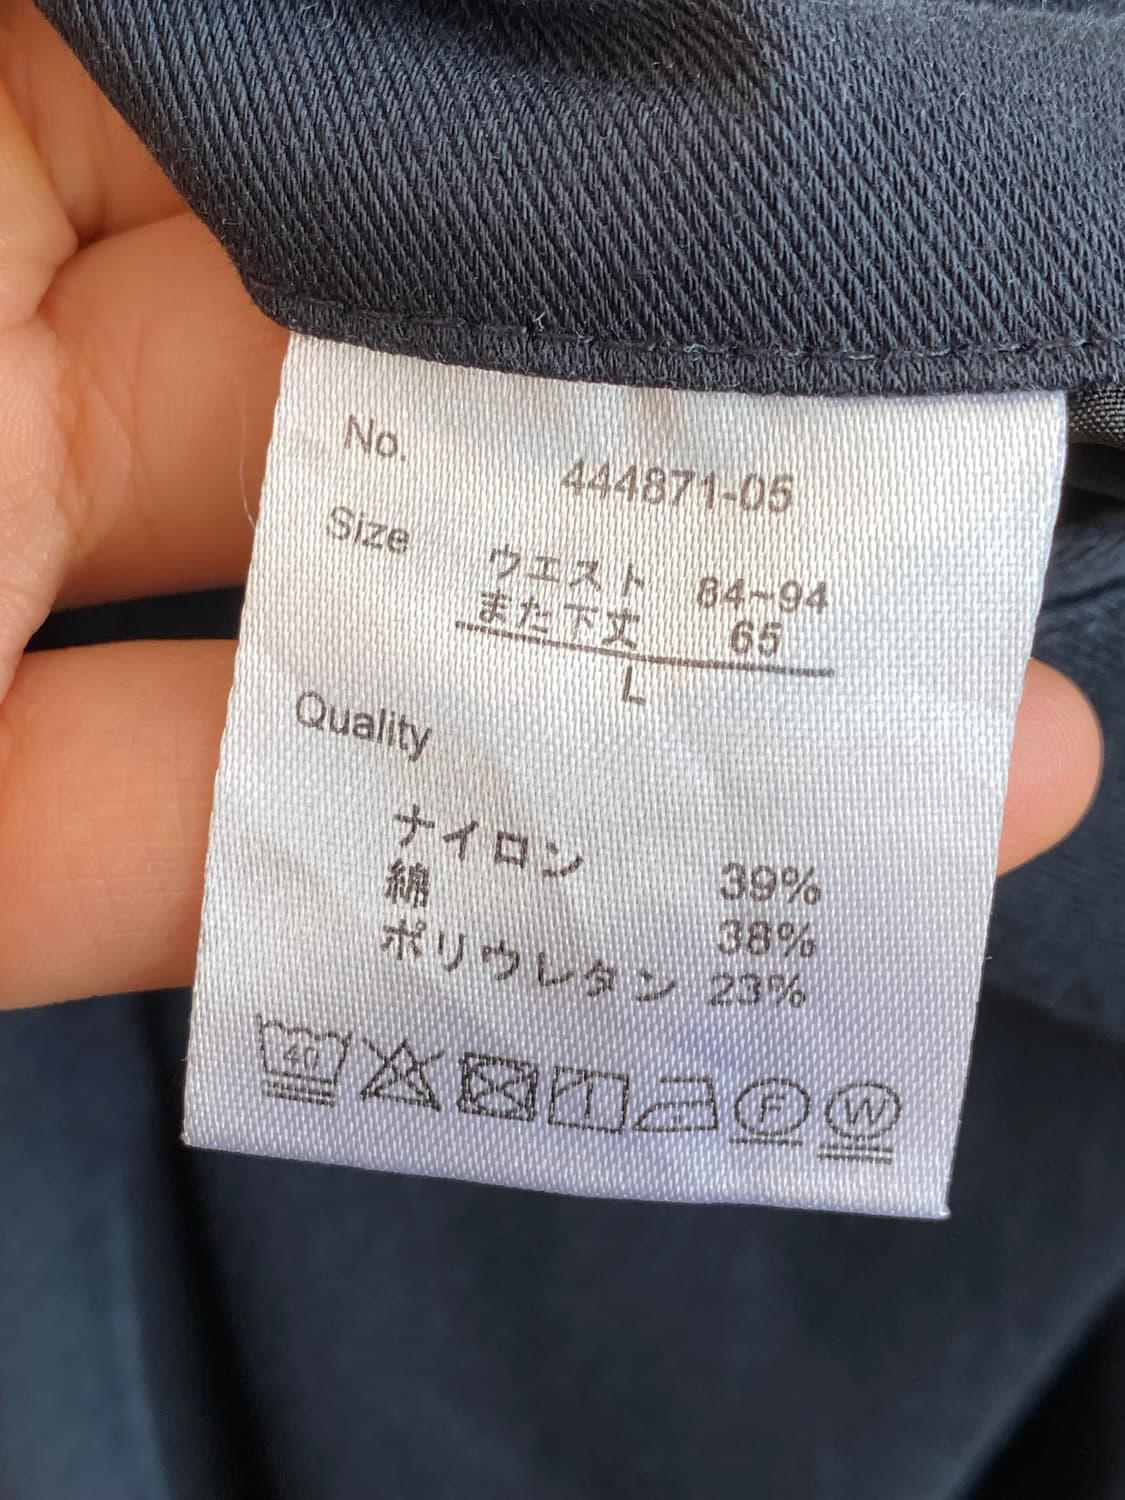 No. 444871-05
Size ウエスト 84~94
また下丈 65
L
Quality
ナイロン 39%
綿 38%
ポリウレタン 23%
40 F W